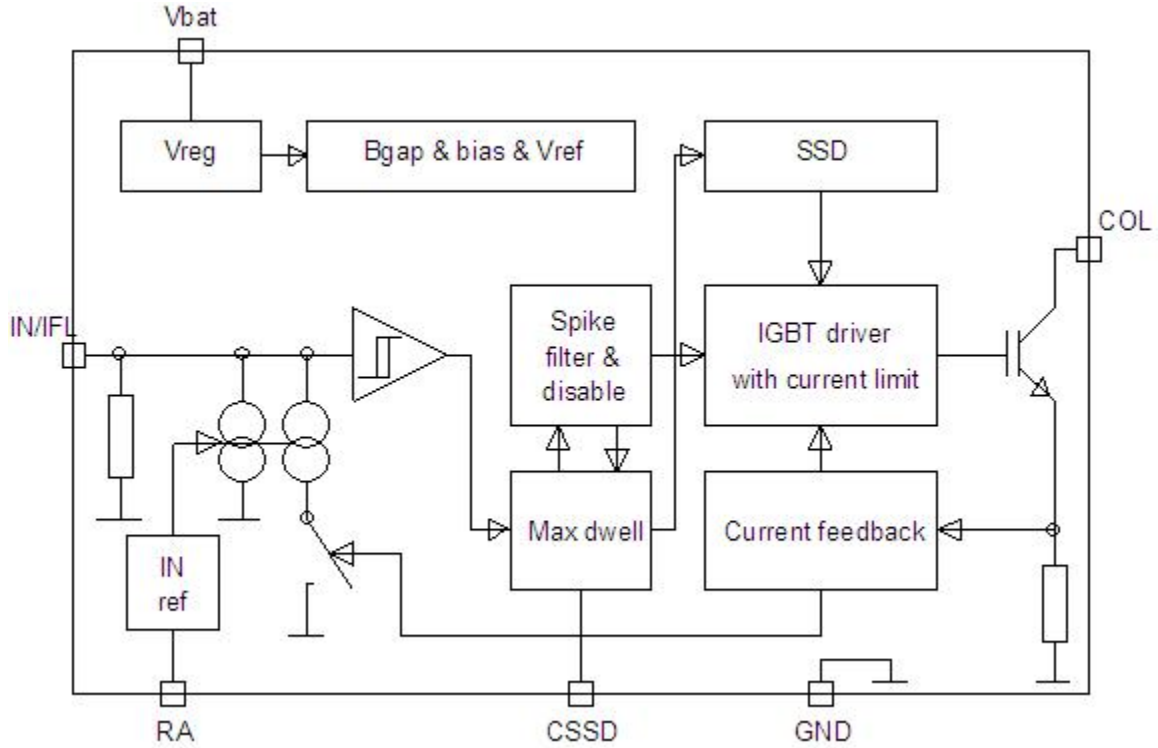 Vbat
Vreg
Bgap & bias & Vref
SSD
COL
IN/IFL
Spike
filter &
disable
IGBT driver
with current limit
Max dwell
Current feedback
IN
ref
RA
CSSD
GND